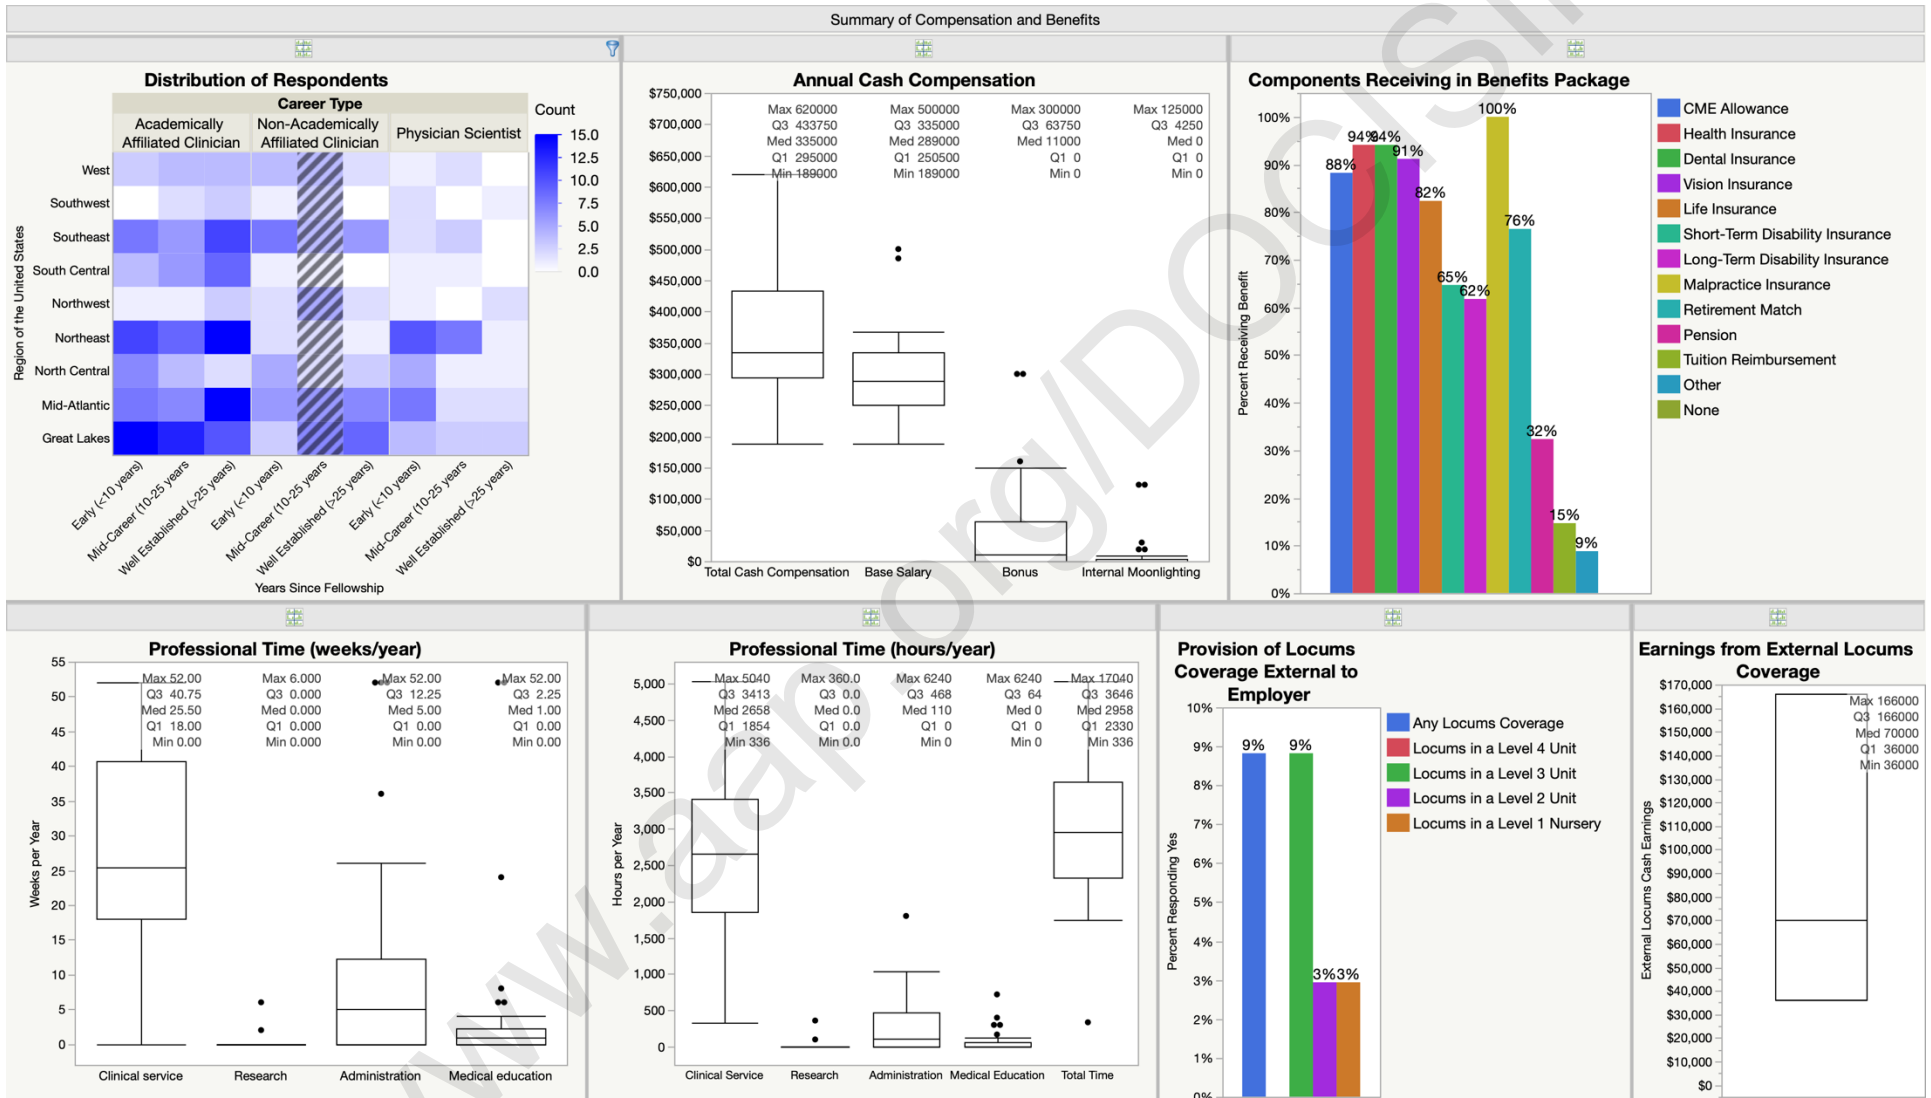 Summary of Compensation and Benefits
Distribution of Respondents
Career Type
Academically
Affiliated Clinician
Non-Academically
Affiliated Clinician
Physician Scientist
Count
15.0
12.5
10.0
7.5
5.0
2.5
0.0
Region of the United States
West
Southwest
Southeast
South Central
Northwest
Northeast
North Central
Mid-Atlantic
Great Lakes
Early (<10 years)
Mid-Career (10-25 years
Well Established (>25 years)
Early (<10 years)
Mid-Career (10-25 years
Well Established (>25 years)
Early (<10 years)
Mid-Career (10-25 years
Well Established (>25 years)
Years Since Fellowship
Annual Cash Compensation
$750,000
$700,000
$650,000
$600,000
$550,000
$500,000
$450,000
$400,000
$350,000
$300,000
$250,000
$200,000
$150,000
$100,000
$50,000
$0
Max 620000 Max 500000 Max 300000 Max 125000
Q3 433750 Q3 335000 Q3 63750 Q3 4250
Med 335000 Med 289000 Med 11000 Med 0
Q1 295000 Q1 250500 Q1 0 Q1 0
Min 189000 Min 189000 Min 0 Min 0
Total Cash Compensation Base Salary Bonus Internal Moonlighting
Components Receiving in Benefits Package
Percent Receiving Benefit
100%
90%
80%
70%
60%
50%
40%
30%
20%
10%
0%
88%
94%
94%
91%
82%
65%
62%
100%
76%
32%
15%
9%
CME Allowance
Health Insurance
Dental Insurance
Vision Insurance
Life Insurance
Short-Term Disability Insurance
Long-Term Disability Insurance
Malpractice Insurance
Retirement Match
Pension
Tuition Reimbursement
Other
None
Professional Time (weeks/year)
Weeks per Year
55
50
45
40
35
30
25
20
15
10
5
0
Max 52.00 Max 6.000 Max 52.00 Max 52.00
Q3 40.75 Q3 0.000 Q3 12.25 Q3 2.25
Med 25.50 Med 0.000 Med 5.00 Med 1.00
Q1 18.00 Q1 0.000 Q1 0.00 Q1 0.00
Min 0.00 Min 0.000 Min 0.00 Min 0.00
Clinical service Research Administration Medical education
Professional Time (hours/year)
Hours per Year
5,000
4,500
4,000
3,500
3,000
2,500
2,000
1,500
1,000
500
0
Max 5040 Max 360.0 Max 6240 Max 6240 Max 17040
Q3 3413 Q3 0.0 Q3 468 Q3 64 Q3 3646
Med 2658 Med 0.0 Med 110 Med 0 Med 2958
Q1 1854 Q1 0.0 Q1 0 Q1 0 Q1 2330
Min 336 Min 0.0 Min 0 Min 0 Min 336
Clinical Service Research Administration Medical Education Total Time
Provision of Locums
Coverage External to
Employer
Percent Responding Yes
10%
9%
8%
7%
6%
5%
4%
3%
2%
1%
0%
9%
9%
3%
3%
Any Locums Coverage
Locums in a Level 4 Unit
Locums in a Level 3 Unit
Locums in a Level 2 Unit
Locums in a Level 1 Nursery
Earnings from External Locums
Coverage
External Locums Cash Earnings
$170,000
$160,000
$150,000
$140,000
$130,000
$120,000
$110,000
$100,000
$90,000
$80,000
$70,000
$60,000
$50,000
$40,000
$30,000
$20,000
$10,000
$0
Max 166000
Q3 166000
Med 70000
Q1 36000
Min 36000